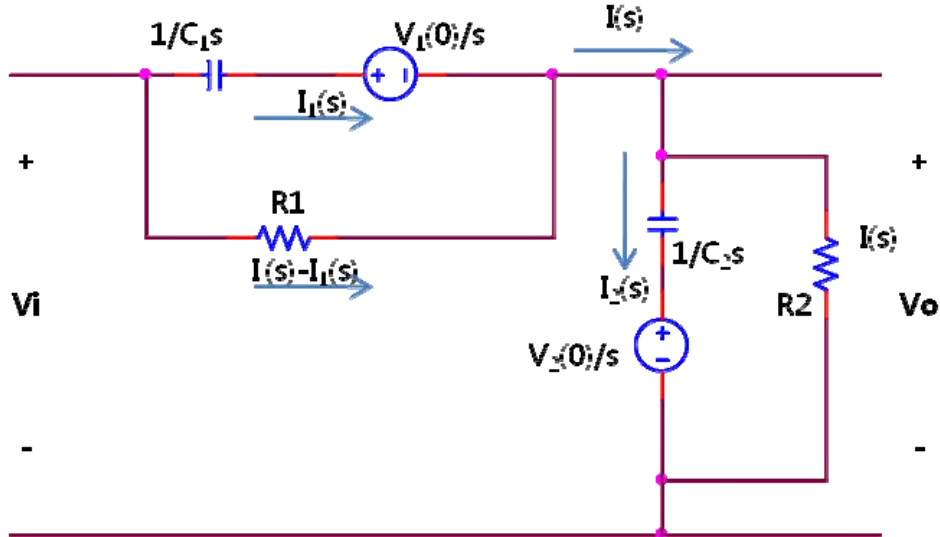 I(s)
1/C₁s
V₁(0)/s
I₁(s)
+ -
+
+
R1
I(s)-I₁(s)
1/C₂s
I(s)
I₂(s)
R2
Vi
Vo
V₂(0)/s
+
-
-
-